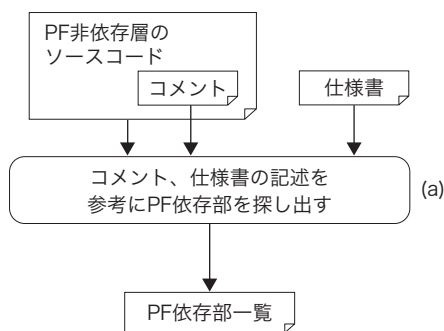 PF非依存層の
ソースコード
コメント
仕様書
コメント、仕様書の記述を
参考にPF依存部を探し出す
(a)
PF依存部一覧